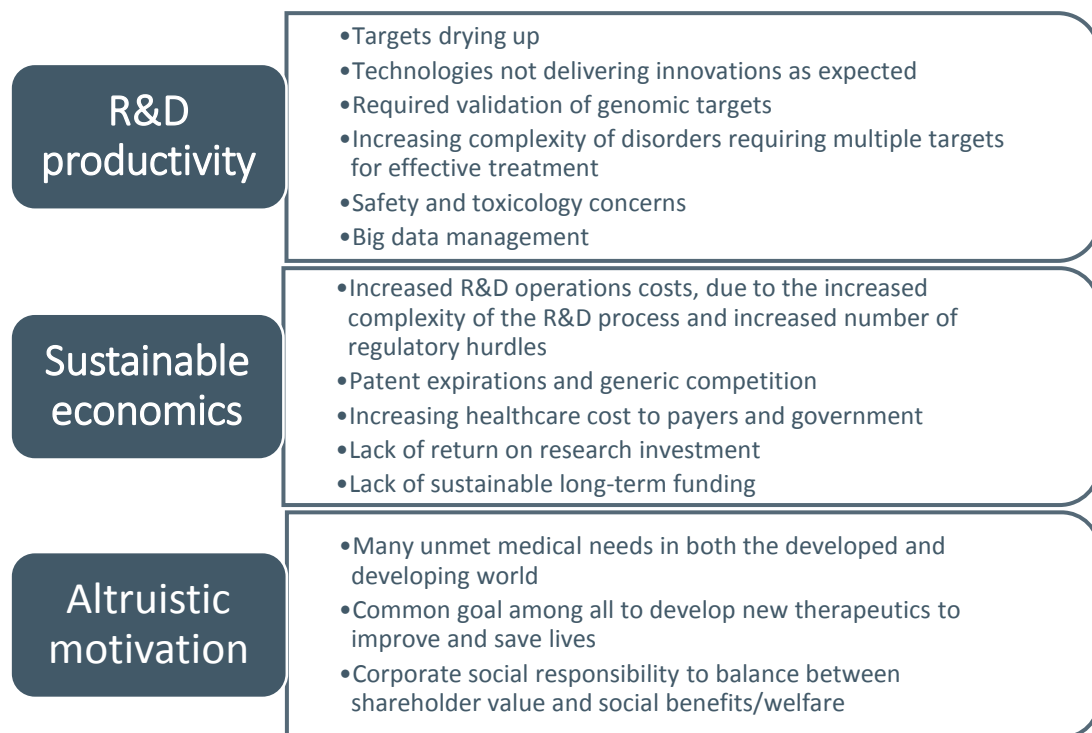 R&D
productivity
•Targets drying up
•Technologies not delivering innovations as expected
•Required validation of genomic targets
•Increasing complexity of disorders requiring multiple targets
for effective treatment
•Safety and toxicology concerns
•Big data management
Sustainable
economics
•Increased R&D operations costs, due to the increased
complexity of the R&D process and increased number of
regulatory hurdles
•Patent expirations and generic competition
•Increasing healthcare cost to payers and government
•Lack of return on research investment
•Lack of sustainable long-term funding
Altruistic
motivation
•Many unmet medical needs in both the developed and
developing world
•Common goal among all to develop new therapeutics to
improve and save lives
•Corporate social responsibility to balance between
shareholder value and social benefits/welfare